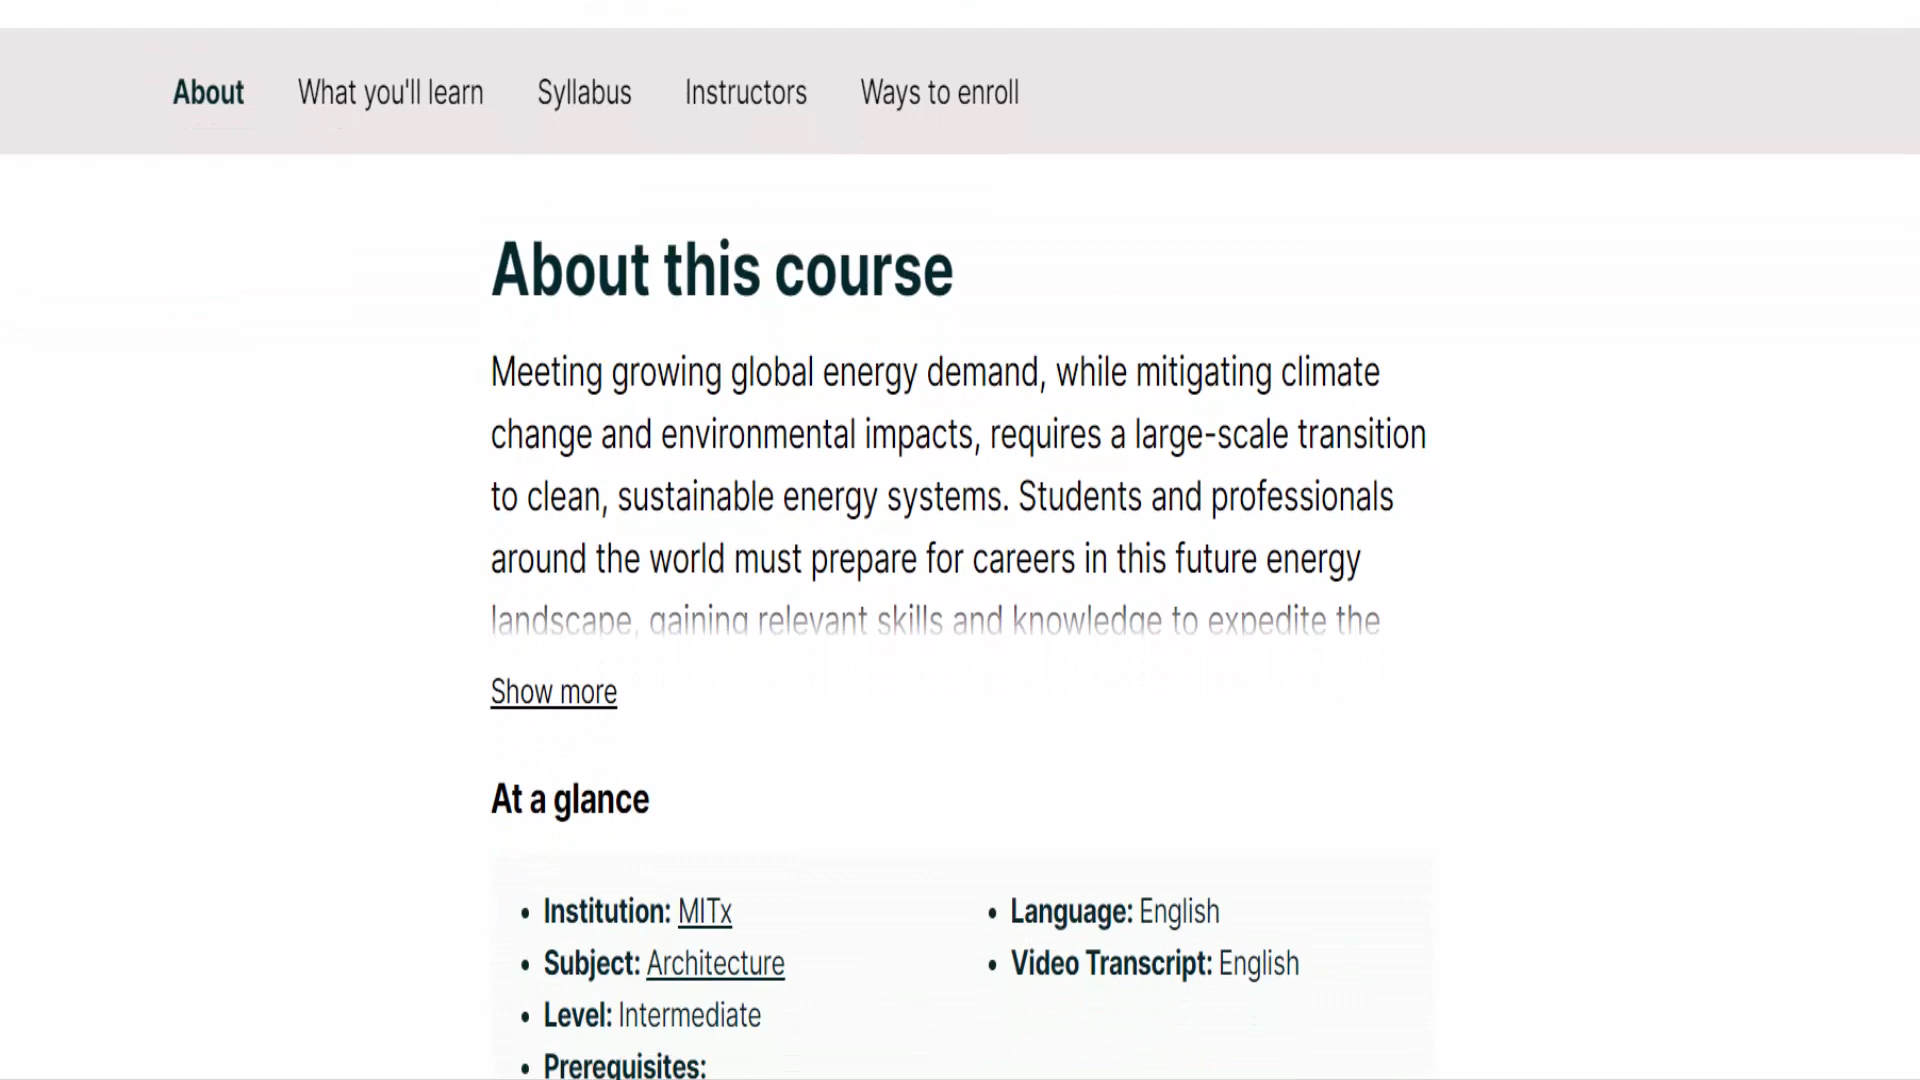 About What you'll learn Syllabus Instructors Ways to enroll
About this course
Meeting growing global energy demand, while mitigating climate
change and environmental impacts, requires a large-scale transition
to clean, sustainable energy systems. Students and professionals
around the world must prepare for careers in this future energy
landscape, gaining relevant skills and knowledge to expedite the
Show more
At a glance
• Institution: MITx
• Subject: Architecture
• Level: Intermediate
• Prerequisites:
• Language: English
• Video Transcript: English